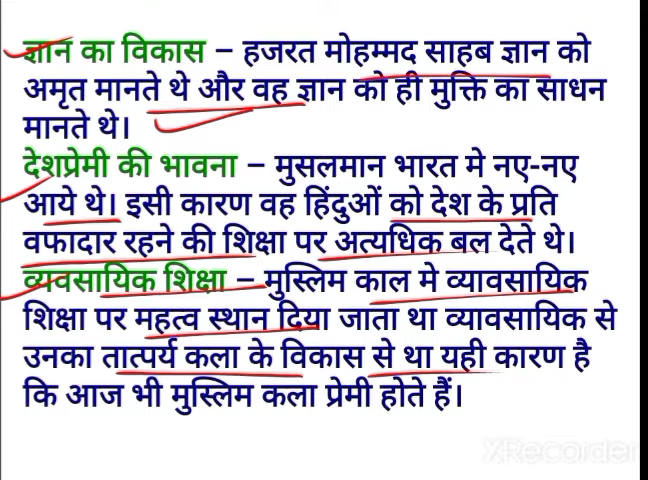 ज्ञान का विकास – हजरत मोहम्मद साहब ज्ञान को
अमृत मानते थे और वह ज्ञान को ही मुक्ति का साधन
मानते थे।
देशप्रेमी की भावना – मुसलमान भारत मे नए-नए
आये थे। इसी कारण वह हिंदुओं को देश के प्रति
वफादार रहने की शिक्षा पर अत्यधिक बल देते थे।
व्यवसायिक शिक्षा – मुस्लिम काल मे व्यावसायिक
शिक्षा पर महत्व स्थान दिया जाता था व्यावसायिक से
उनका तात्पर्य कला के विकास से था यही कारण है
कि आज भी मुस्लिम कला प्रेमी होते हैं।
XRecorder